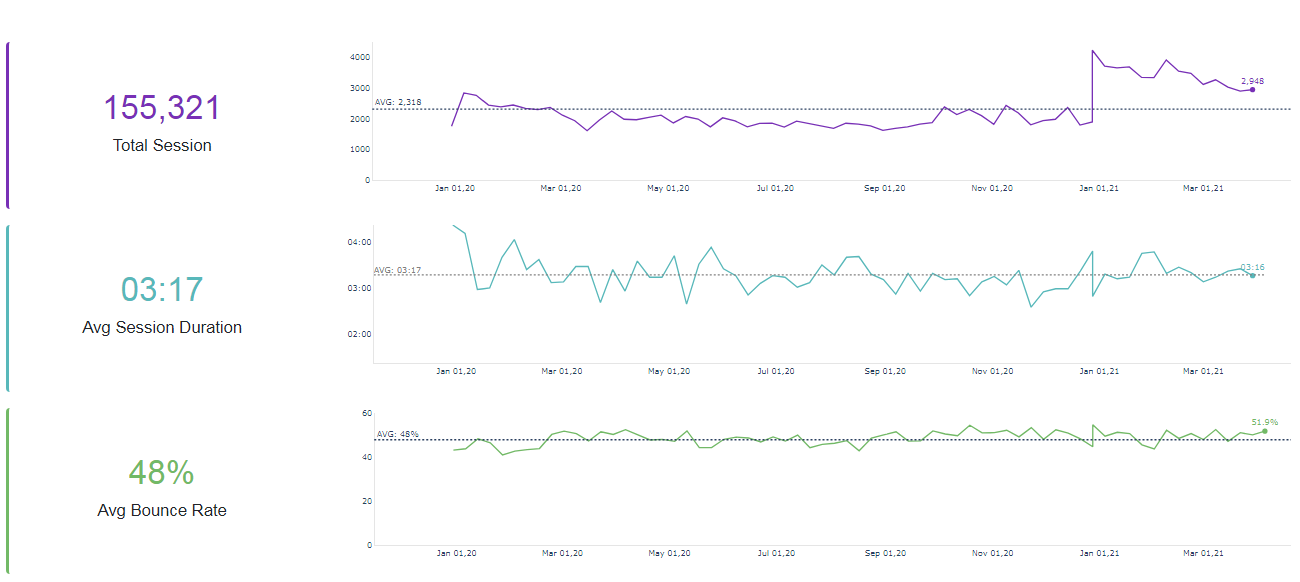 155,321
Total Session
4000
3000
2000
1000
0
AVG: 2,318
2,948
Jan 01,20 Mar 01,20 May 01,20 Jul 01,20 Sep 01,20 Nov 01,20 Jan 01,21 Mar 01,21
03:17
Avg Session Duration
04:00
03:00
02:00
AVG: 03:17
03:16
Jan 01,20 Mar 01,20 May 01,20 Jul 01,20 Sep 01,20 Nov 01,20 Jan 01,21 Mar 01,21
48%
Avg Bounce Rate
60
40
20
0
AVG: 48%
51.9%
Jan 01,20 Mar 01,20 May 01,20 Jul 01,20 Sep 01,20 Nov 01,20 Jan 01,21 Mar 01,21